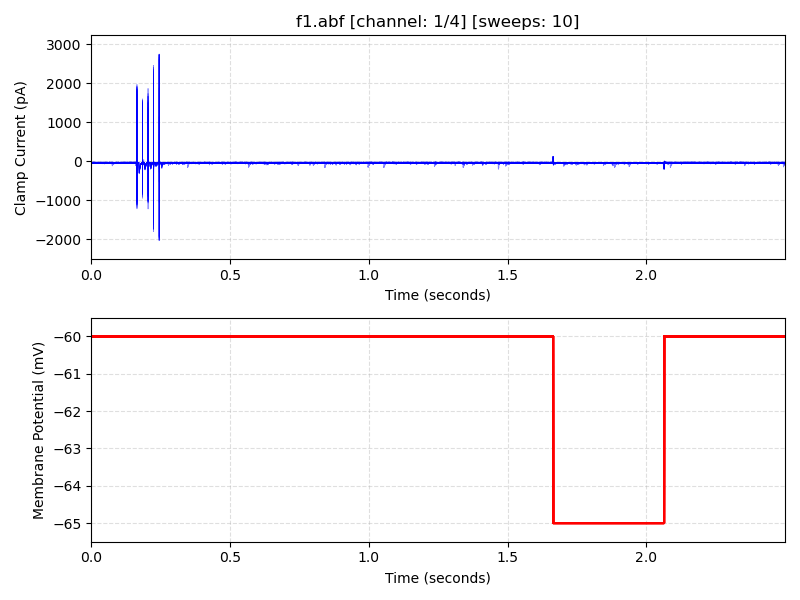 f1.abf [channel: 1/4] [sweeps: 10]
Clamp Current (pA)
3000
2000
1000
0
−1000
−2000
0.0 0.5 1.0 1.5 2.0
Time (seconds)
Membrane Potential (mV)
−60
−61
−62
−63
−64
−65
0.0 0.5 1.0 1.5 2.0
Time (seconds)